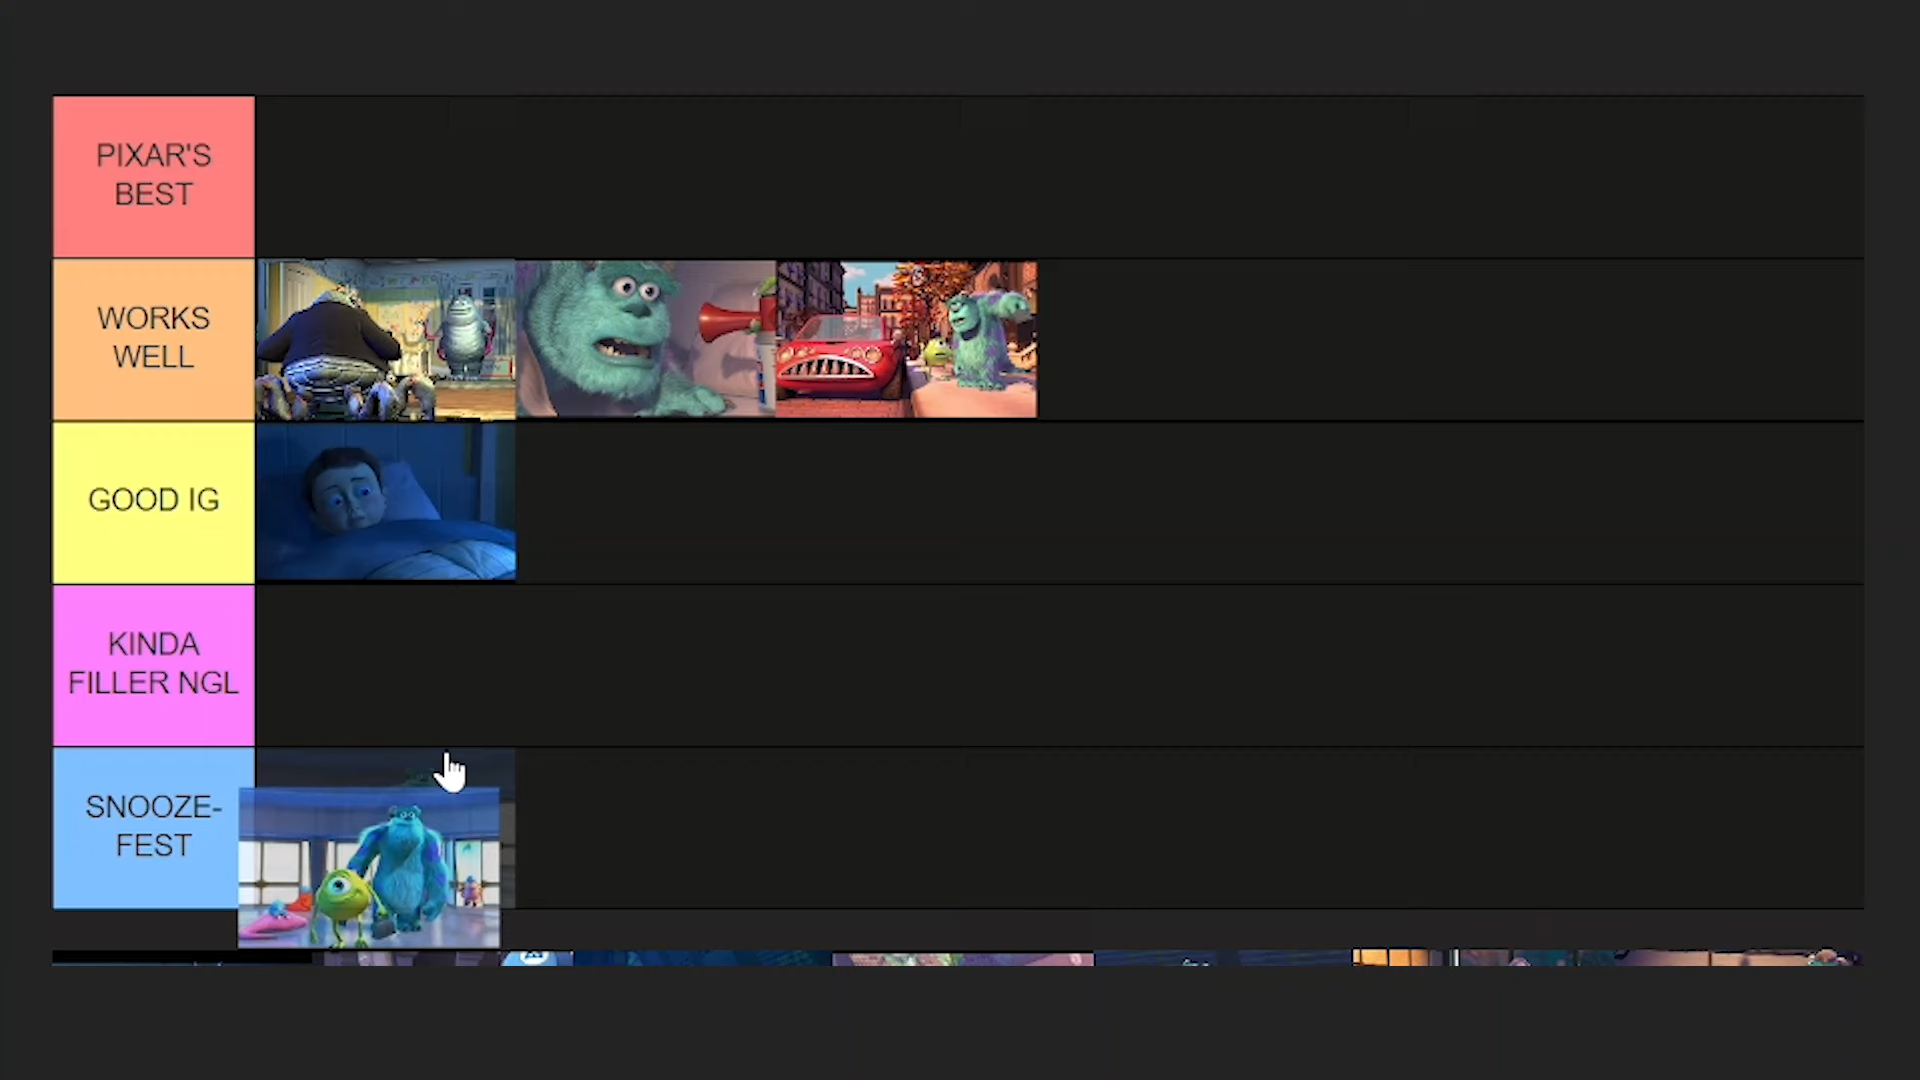 PIXAR'S
BEST
WORKS
WELL
GOOD IG
KINDA
FILLER NGL
SNOOZE-
FEST